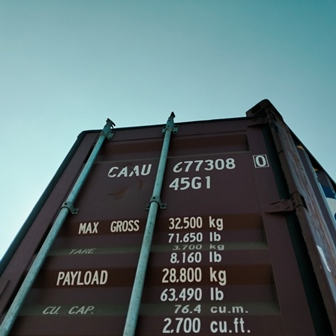 CAAU 677308 0
45G1
MAX GROSS 32.500 kg
71.650 lb
TARE 3.700 kg
8.160 lb
PAYLOAD 28.800 kg
63.490 lb
CU. CAP. 76.4 cu.m.
2.700 cu.ft.